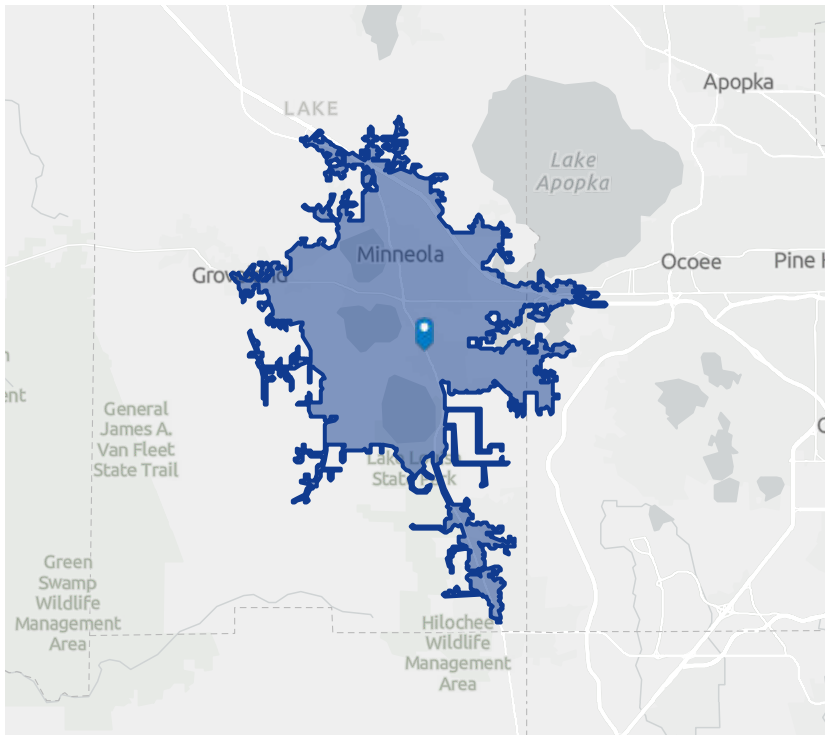 Apopka
LAKE
Lake
Apopka
Minneola
Ocoee
Pine
General
James A.
Van Fleet
State Trail
Green
Swamp
Wildlife
Management
Area
Hilochee
Wildlife
Management
Area